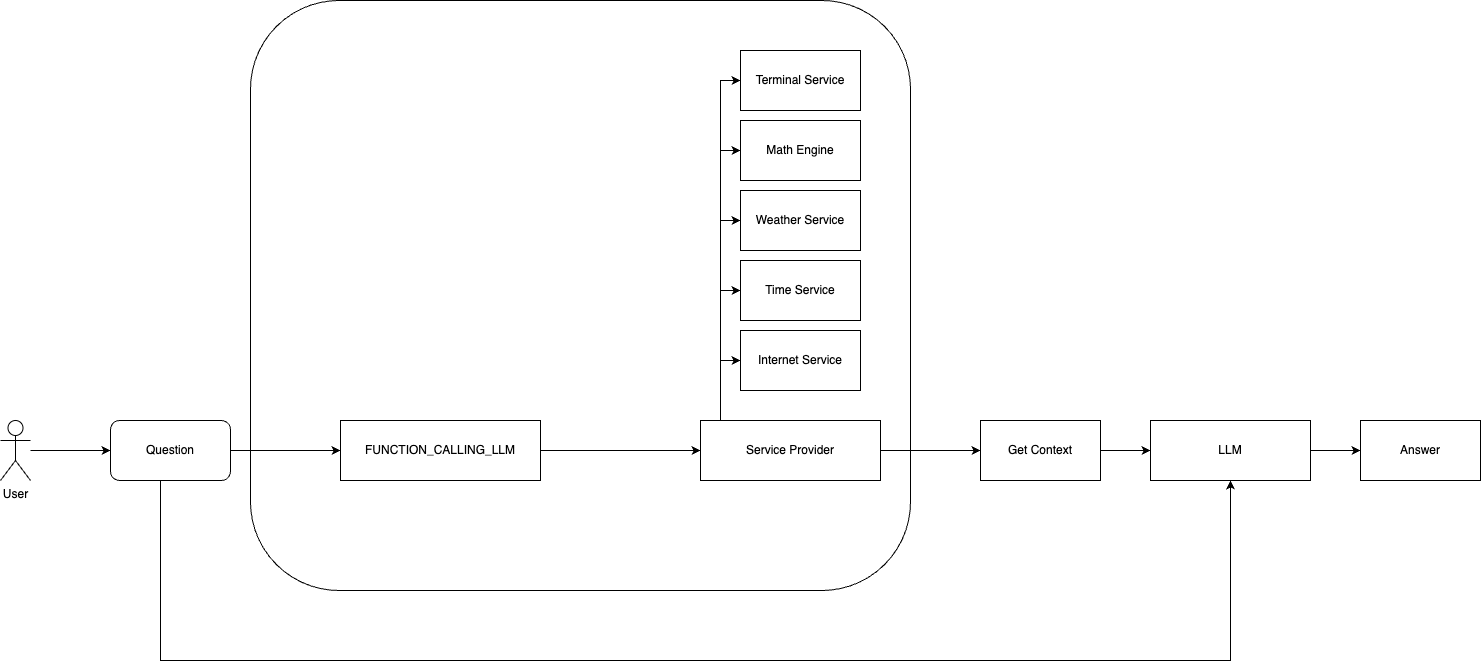 Terminal Service
Math Engine
Weather Service
Time Service
Internet Service
User
Question
FUNCTION_CALLING_LLM
Service Provider
Get Context
LLM
Answer